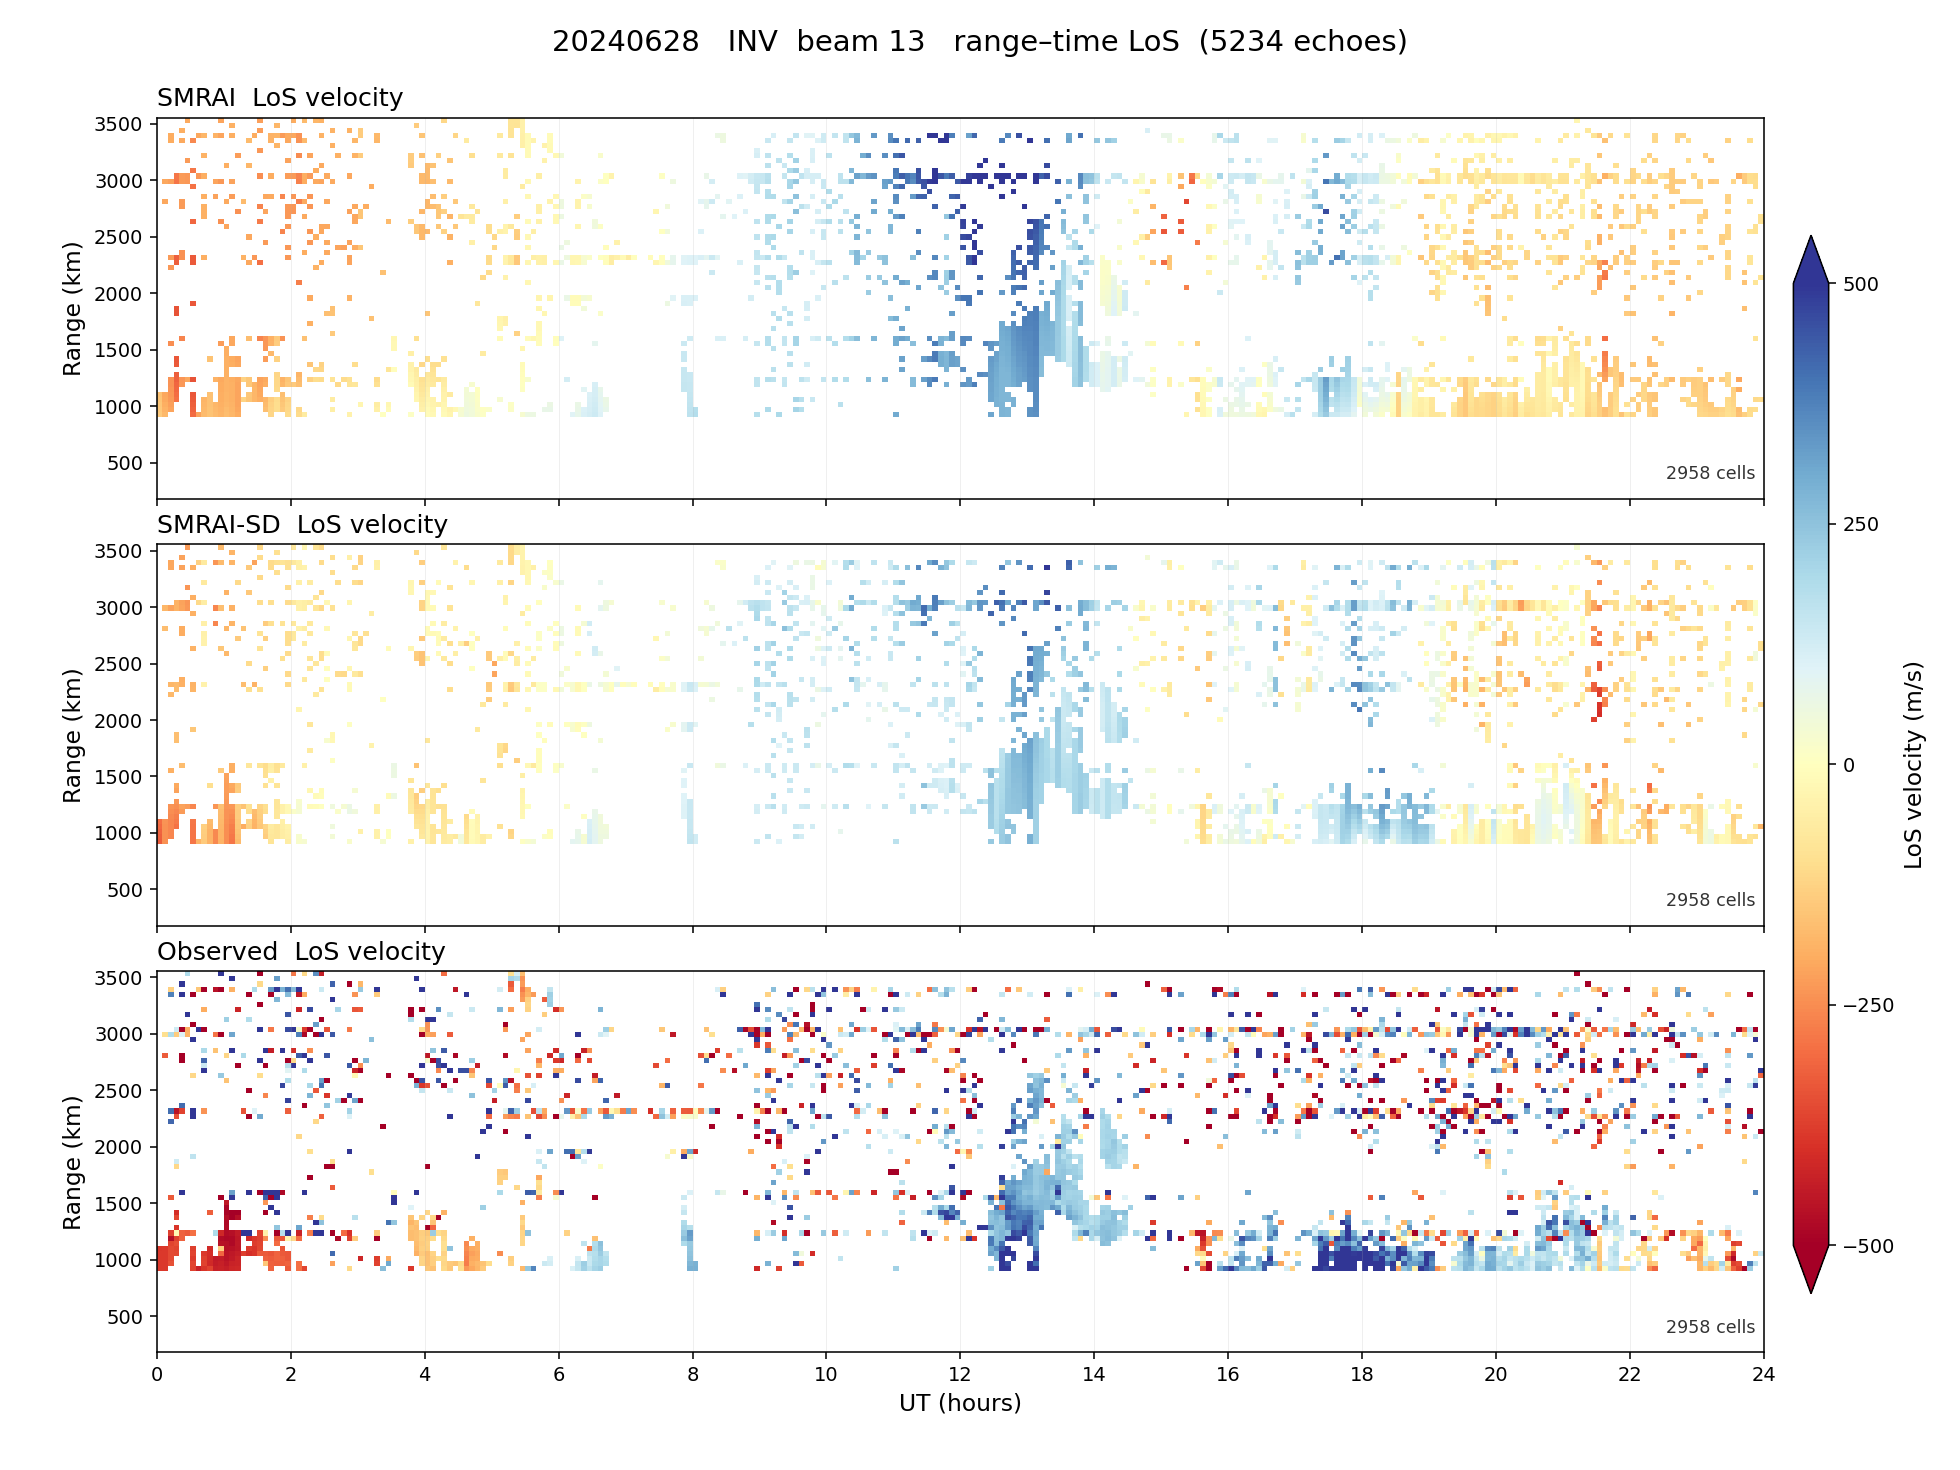 20240628   INV  beam 13   range–time LoS  (5234 echoes)
SMRAI  LoS velocity
3500
3000
2500
2000
1500
1000
500
Range (km)
2958 cells
SMRAI-SD  LoS velocity
3500
3000
2500
2000
1500
1000
500
Range (km)
2958 cells
Observed  LoS velocity
3500
3000
2500
2000
1500
1000
500
Range (km)
2958 cells
0 2 4 6 8 10 12 14 16 18 20 22 24
UT (hours)
500
250
0
−250
−500
LoS velocity (m/s)